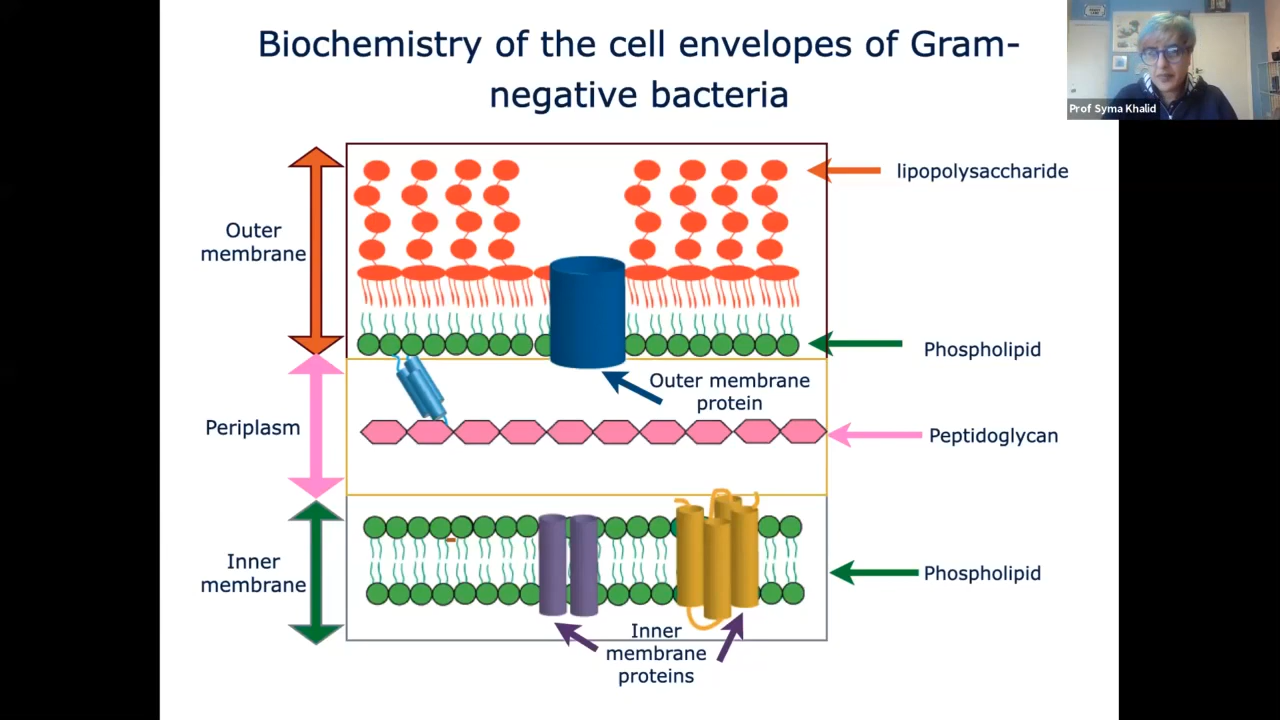 Biochemistry of the cell envelopes of Gram-
negative bacteria
Prof Syma Khalid
lipopolysaccharide
Outer
membrane
Phospholipid
Outer membrane
protein
Periplasm
Peptidoglycan
Inner
membrane
Phospholipid
Inner
membrane
proteins